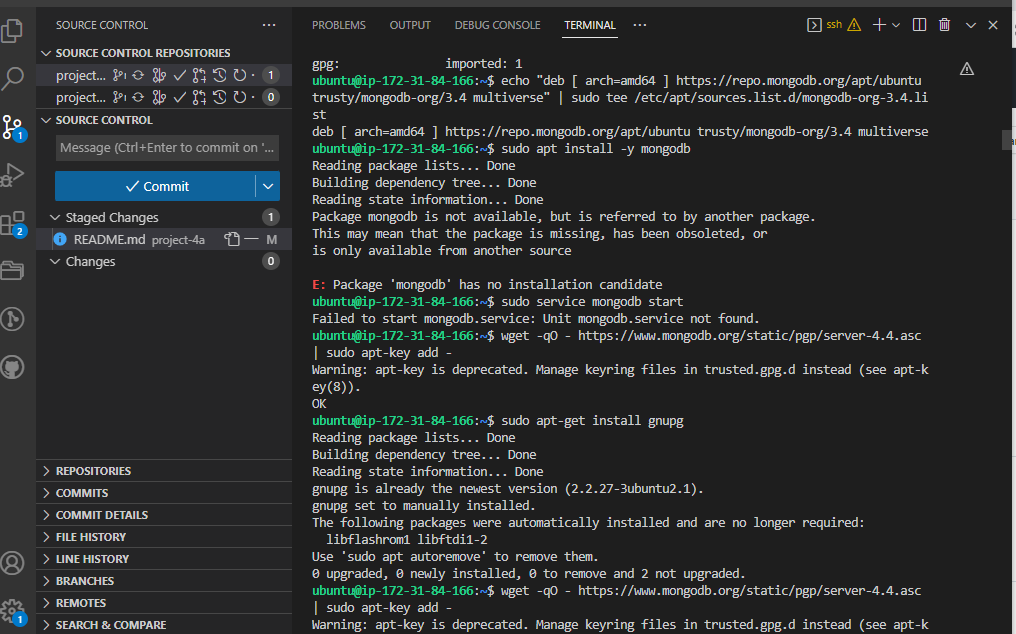 SOURCE CONTROL
SOURCE CONTROL REPOSITORIES
project... 1
project... 0
SOURCE CONTROL
1
Message (Ctrl+Enter to commit on '...
Commit
Staged Changes 1
README.md project-4a M
2
Changes 0
REPOSITORIES
COMMITS
COMMIT DETAILS
FILE HISTORY
LINE HISTORY
BRANCHES
REMOTES
1
SEARCH & COMPARE
PROBLEMS OUTPUT DEBUG CONSOLE TERMINAL ssh
gpg: imported: 1
ubuntu@ip-172-31-84-166:~$ echo "deb [ arch=amd64 ] https://repo.mongodb.org/apt/ubuntu
trusty/mongodb-org/3.4 multiverse" | sudo tee /etc/apt/sources.list.d/mongodb-org-3.4.li
st
deb [ arch=amd64 ] https://repo.mongodb.org/apt/ubuntu trusty/mongodb-org/3.4 multiverse
ubuntu@ip-172-31-84-166:~$ sudo apt install -y mongodb
Reading package lists... Done
Building dependency tree... Done
Reading state information... Done
Package mongodb is not available, but is referred to by another package.
This may mean that the package is missing, has been obsoleted, or
is only available from another source
E: Package 'mongodb' has no installation candidate
ubuntu@ip-172-31-84-166:~$ sudo service mongodb start
Failed to start mongodb.service: Unit mongodb.service not found.
ubuntu@ip-172-31-84-166:~$ wget -qO - https://www.mongodb.org/static/pgp/server-4.4.asc
| sudo apt-key add -
Warning: apt-key is deprecated. Manage keyring files in trusted.gpg.d instead (see apt-k
ey(8)).
OK
ubuntu@ip-172-31-84-166:~$ sudo apt-get install gnupg
Reading package lists... Done
Building dependency tree... Done
Reading state information... Done
gnupg is already the newest version (2.2.27-3ubuntu2.1).
gnupg set to manually installed.
The following packages were automatically installed and are no longer required:
libflashrom1 libftdi1-2
Use 'sudo apt autoremove' to remove them.
0 upgraded, 0 newly installed, 0 to remove and 2 not upgraded.
ubuntu@ip-172-31-84-166:~$ wget -qO - https://www.mongodb.org/static/pgp/server-4.4.asc
| sudo apt-key add -
Warning: apt-key is deprecated. Manage keyring files in trusted.gpg.d instead (see apt-k